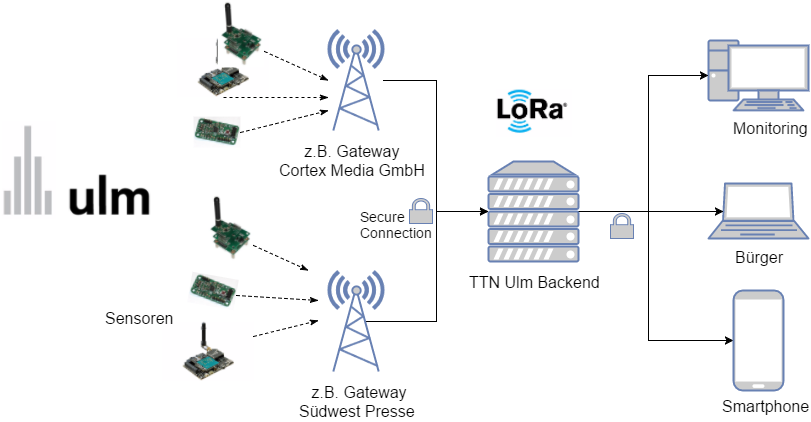 z.B. Gateway
Cortex Media GmbH
LoRa®
Monitoring
ulm
Secure
Connection
TTN Ulm Backend
Bürger
Sensoren
z.B. Gateway
Südwest Presse
Smartphone